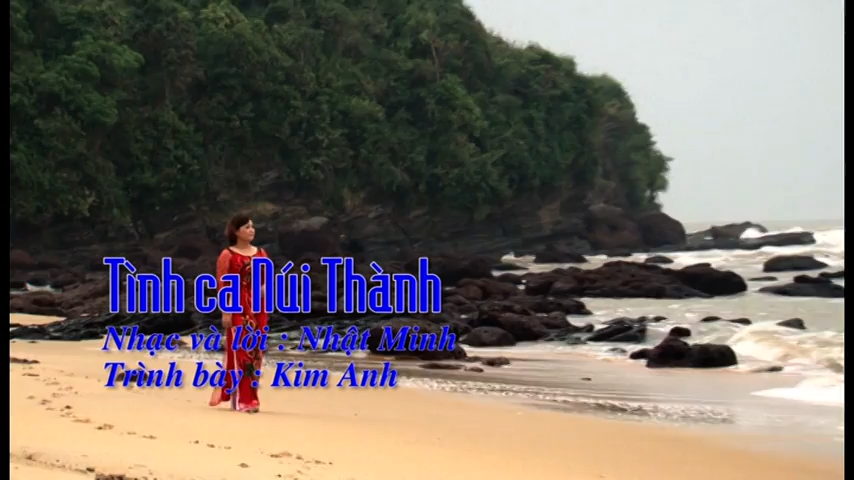 Tình ca Núi Thành
Nhạc và lời : Nhật Minh
Trình bày : Kim Anh